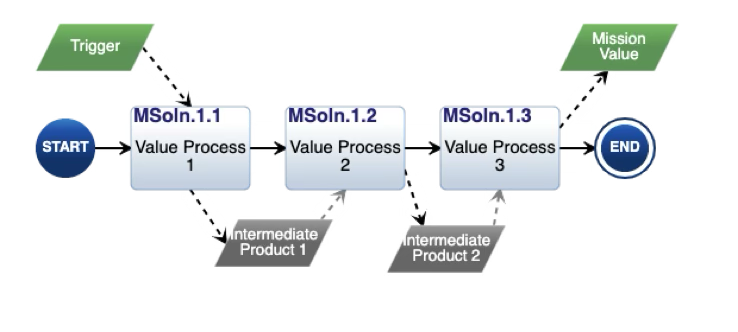 Trigger
Mission
Value
START
MSoln.1.1
Value Process
1
MSoln.1.2
Value Process
2
MSoln.1.3
Value Process
3
END
Intermediate
Product 1
Intermediate
Product 2